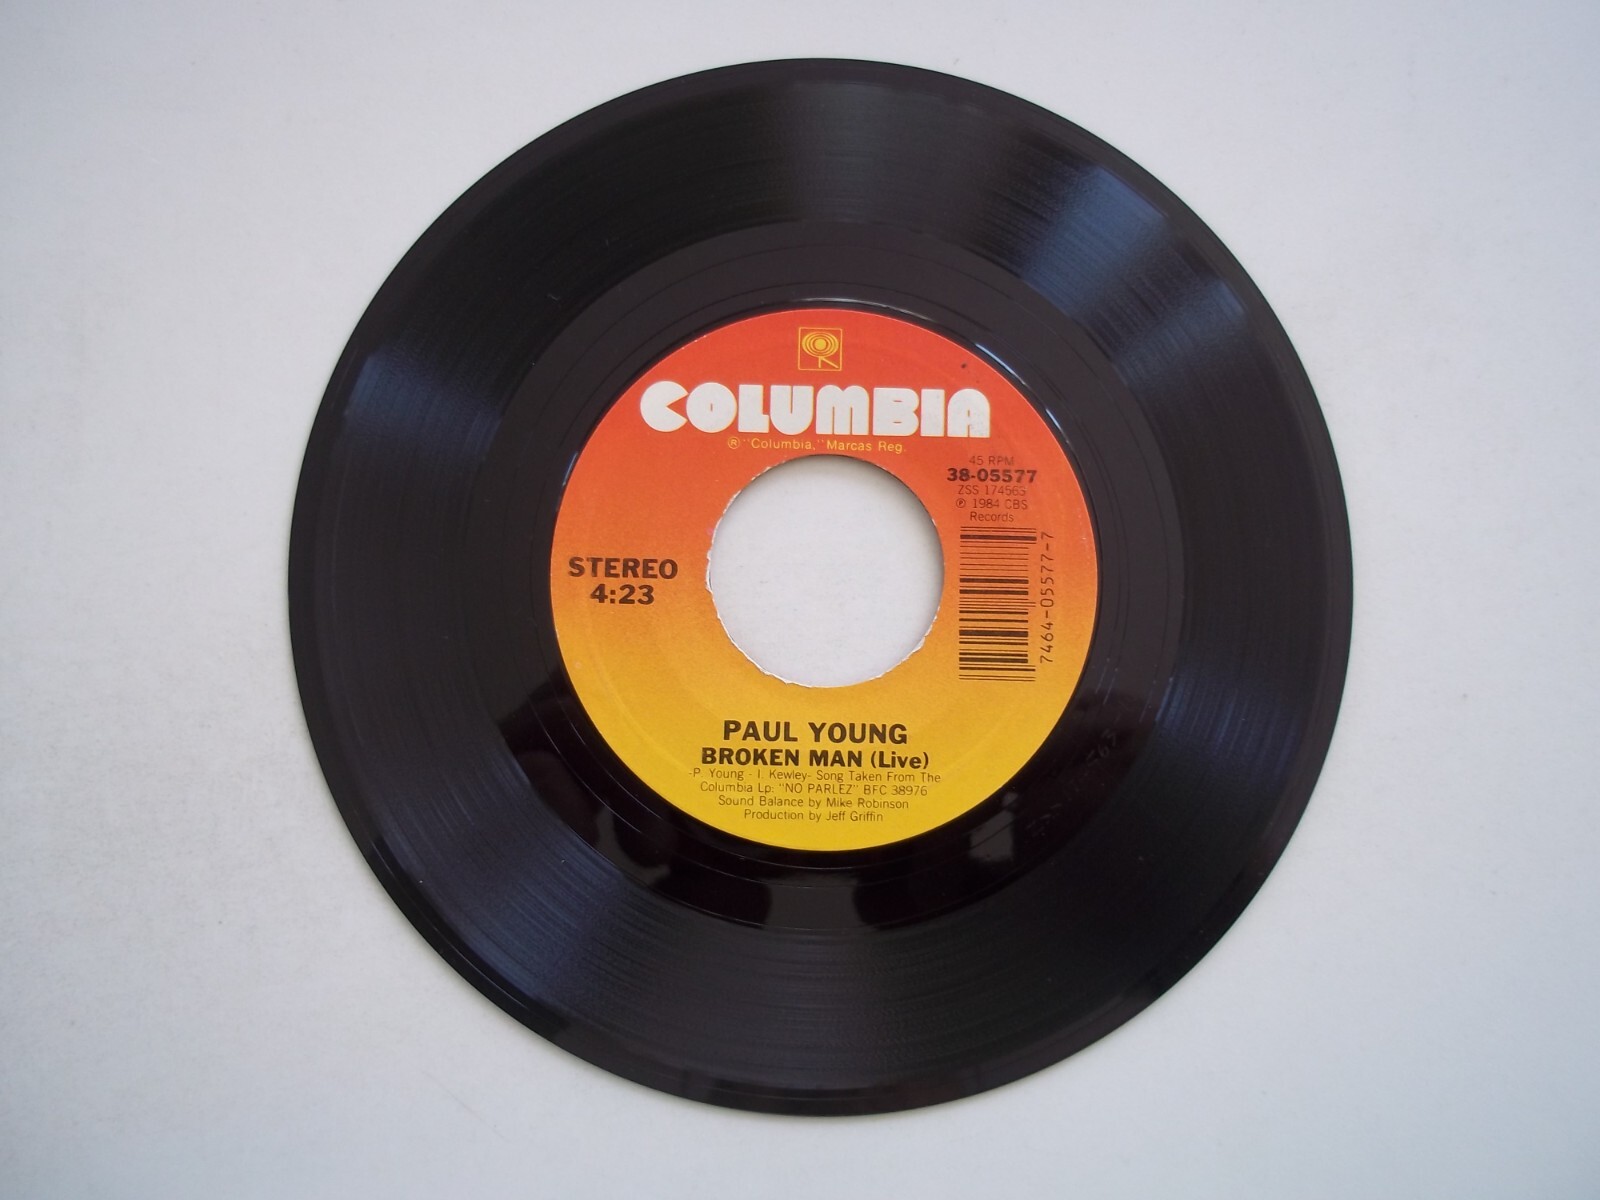 COLUMBIA
® "Columbia," Marcas Reg.
45 RPM
38-05577
ZSS 174563
℗ 1984 CBS
Records
STEREO
4:23
7464-05577-7
PAUL YOUNG
BROKEN MAN (Live)
-P. Young - I. Kewley- Song Taken From The
Columbia Lp: "NO PARLEZ" BFC 38976
Sound Balance by Mike Robinson
Production by Jeff Griffin